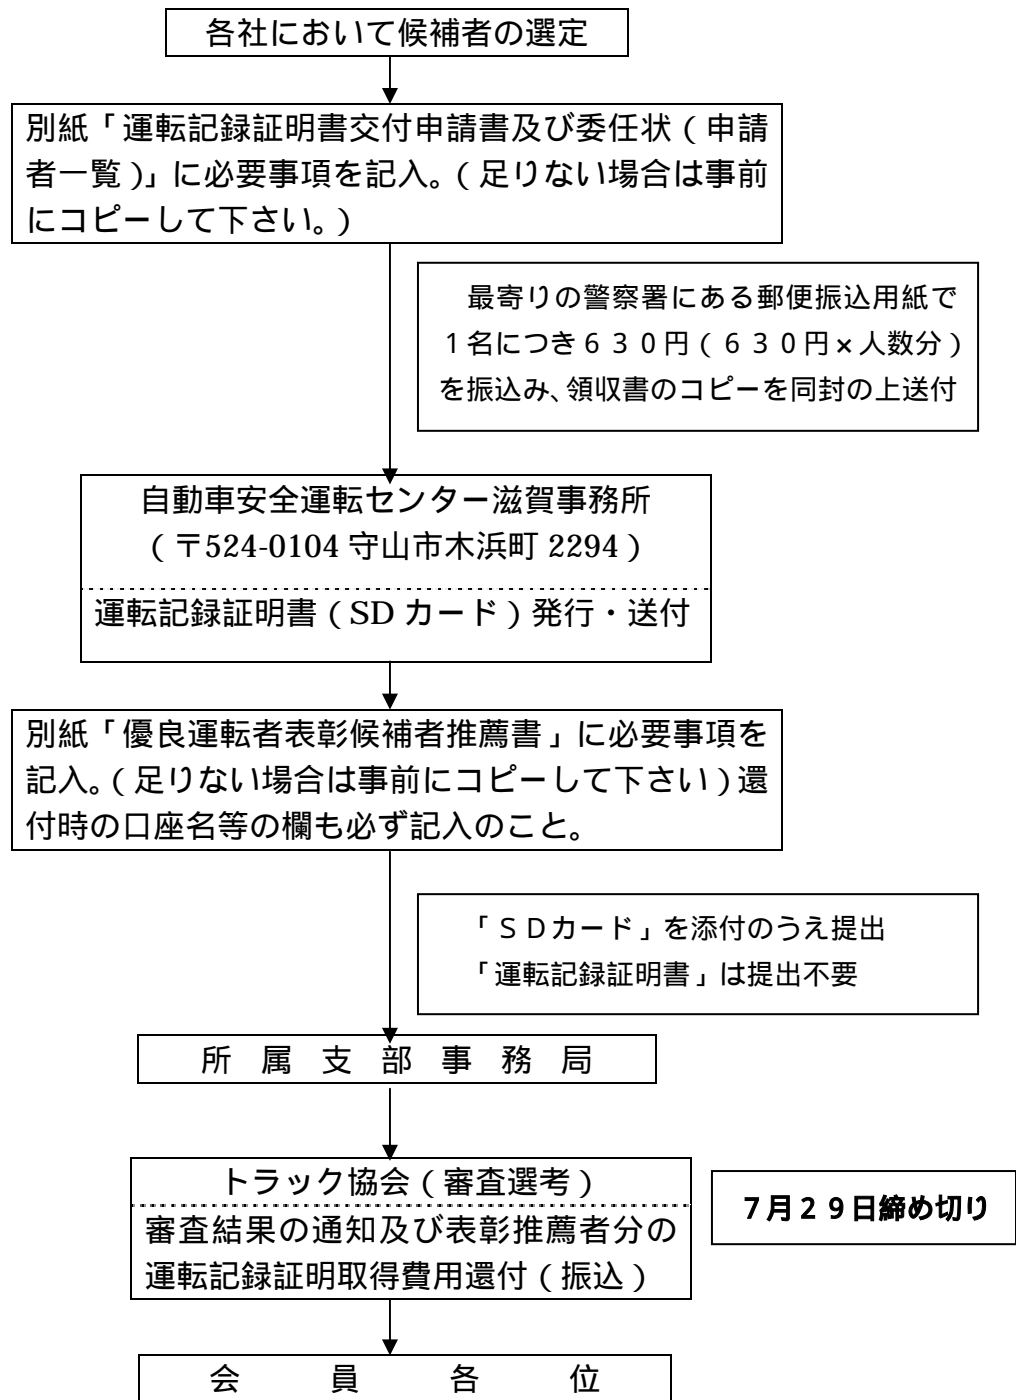 各社において候補者の選定
別紙「運転記録証明書交付申請書及び委任状（申請
者一覧）」に必要事項を記入。（足りない場合は事前
にコピーして下さい。）
最寄りの警察署にある郵便振込用紙で
１名につき６３０円（６３０円×人数分）
を振込み、領収書のコピーを同封の上送付
自動車安全運転センター滋賀事務所
（〒524-0104 守山市木浜町 2294）
運転記録証明書（SD カード）発行・送付
別紙「優良運転者表彰候補者推薦書」に必要事項を
記入。（足りない場合は事前にコピーして下さい）還
付時の口座名等の欄も必ず記入のこと。
「ＳＤカード」を添付のうえ提出
「運転記録証明書」は提出不要
所　属　支　部　事　務　局
トラック協会（審査選考）
審査結果の通知及び表彰推薦者分の
運転記録証明取得費用還付（振込）
７月２９日締め切り
会　　　員　　　各　　　位